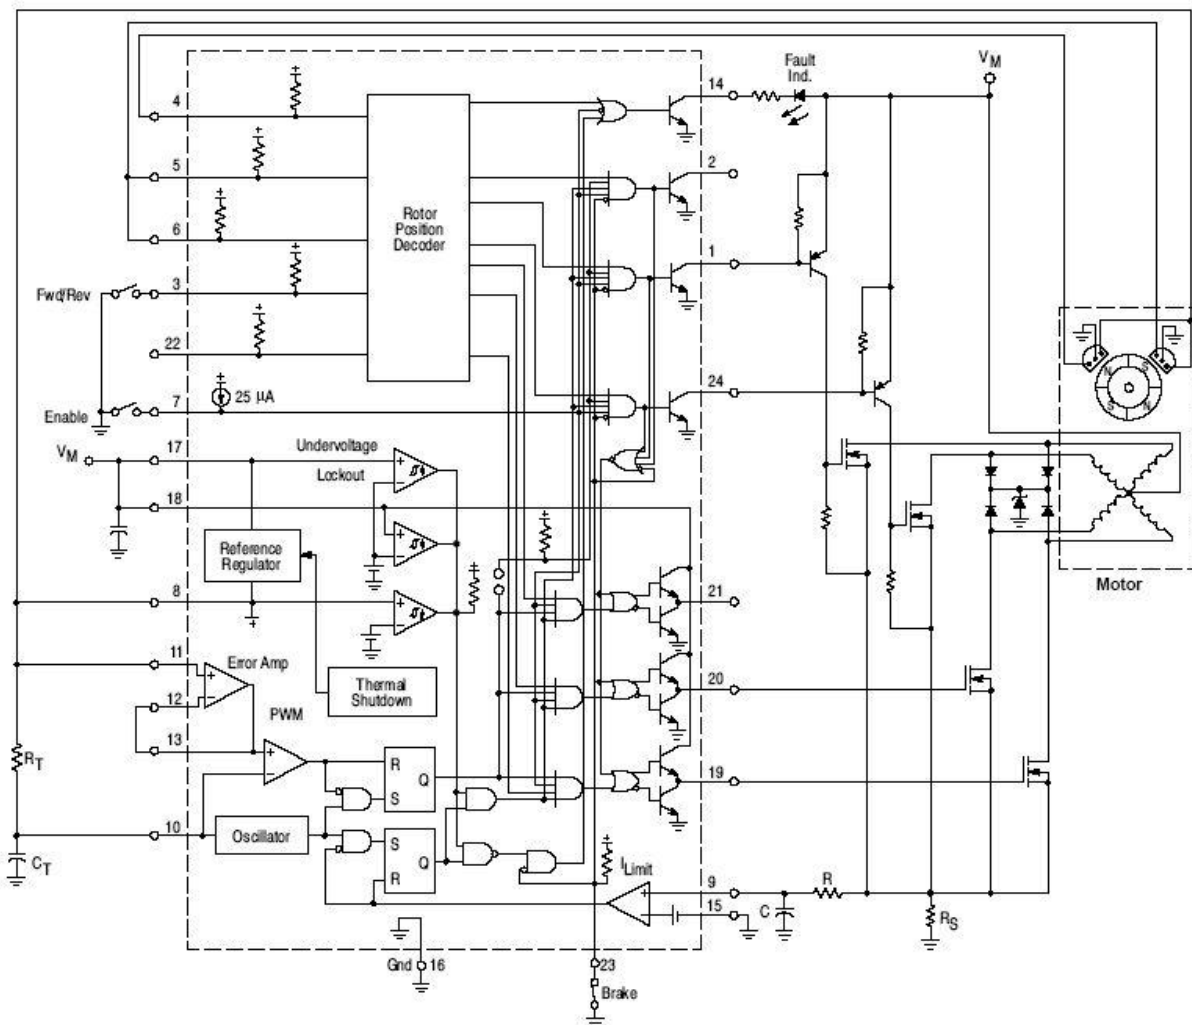 V_M
Fault
Ind.
14
4
2
5
Rotor
Position
Decoder
6
1
Fwd/Rev
3
22
24
N
S
S
N
Enable
7
25 µA
V_M
17
Undervoltage
Lockout
18
Reference
Regulator
Motor
8
21
11
Error Amp
Thermal
Shutdown
20
12
PWM
13
R_T
R
Q
S
19
10
Oscillator
S
Q
R
C_T
I_Limit
9
R
15
C
R_S
Gnd
16
23
Brake